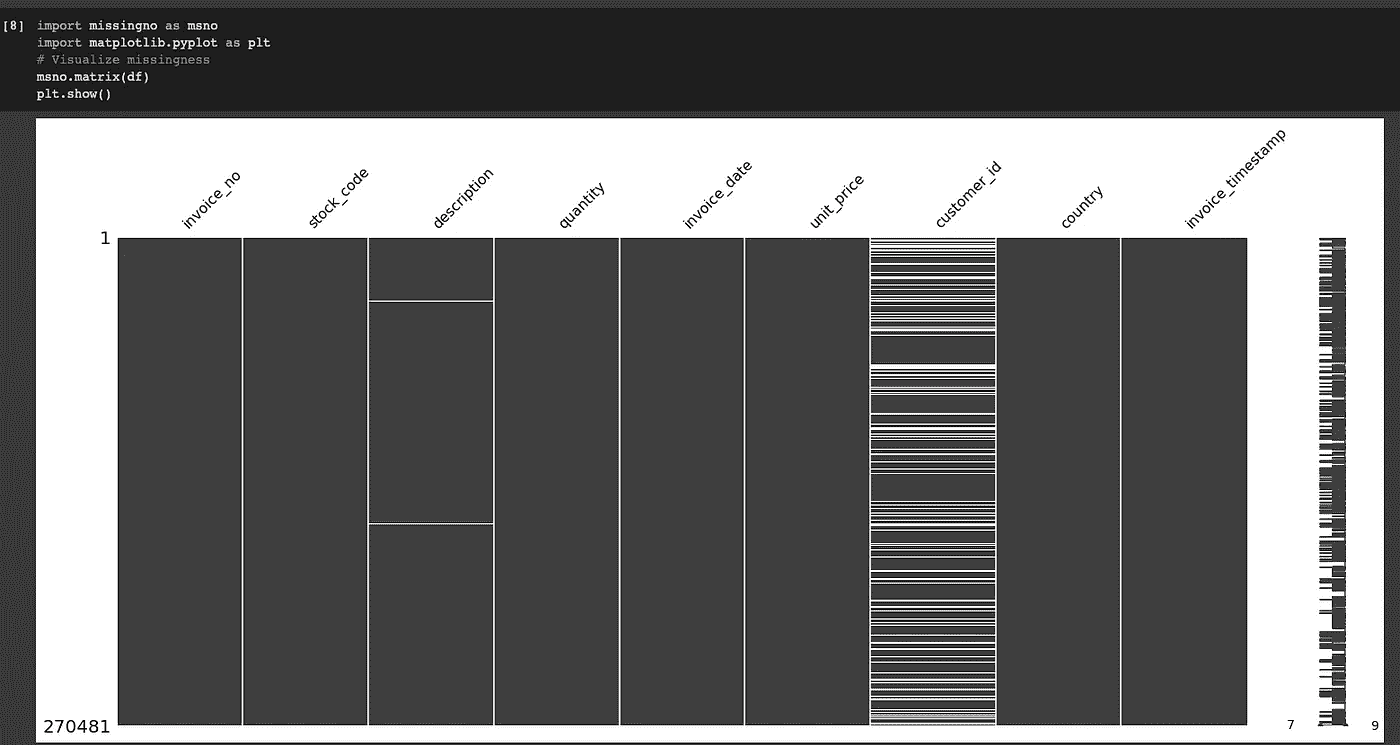 [8] import missingno as msno
import matplotlib.pyplot as plt
# Visualize missingness
msno.matrix(df)
plt.show()
invoice_no
stock_code
description
quantity
invoice_date
unit_price
customer_id
country
invoice_timestamp
1
270481
7
9